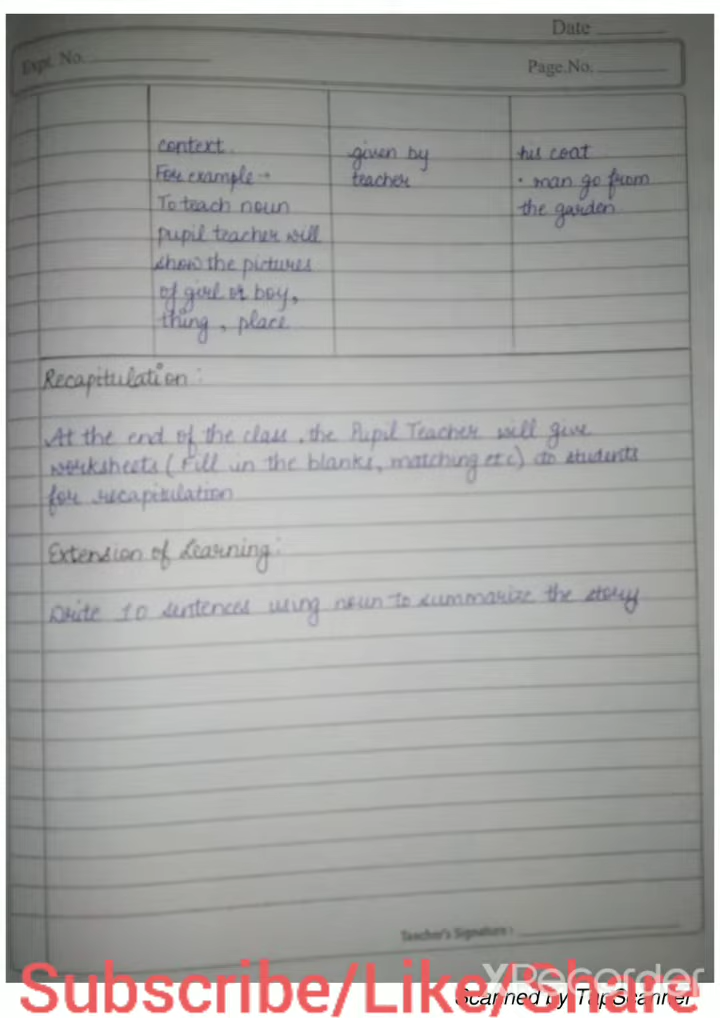 Date
Expt. No.
Page.No.
context.
For example →
To teach noun
pupil teacher will
show the pictures
of girl or boy,
thing, place
given by
teacher
his coat
• man go from
the garden
Recapitulation:
At the end of the class, the Pupil Teacher will give
worksheets (Fill in the blanks, matching etc) to students
for recapitulation
Extension of Learning:
Write 10 sentences using noun to summarize the story
Teacher's Signature:
Subscribe/Like/Share
XRecorder
Scanned by TapScanner